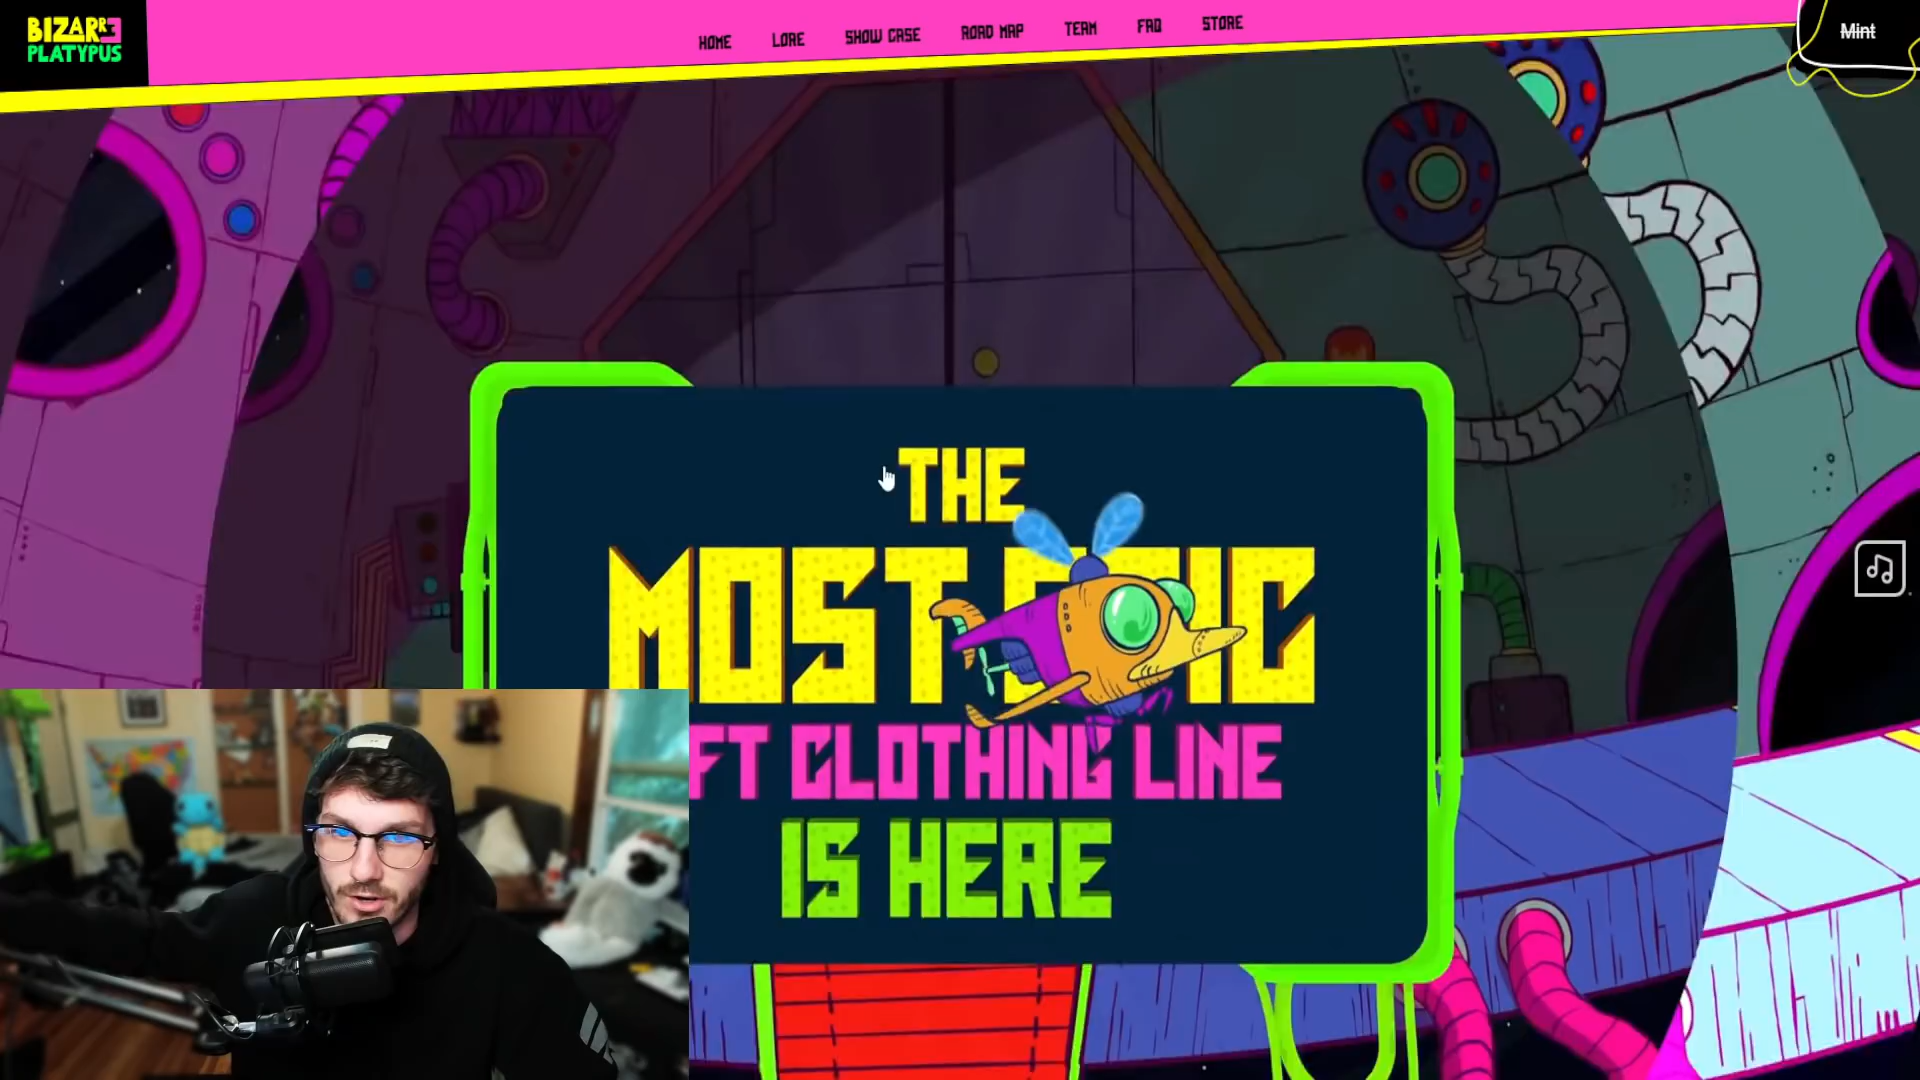 BIZARRE
PLATYPUS
HOME
LORE
SHOW CASE
ROAD MAP
TEAM
FAQ
STORE
Mint
THE
MOST
FT CLOTHING LINE
IS HERE